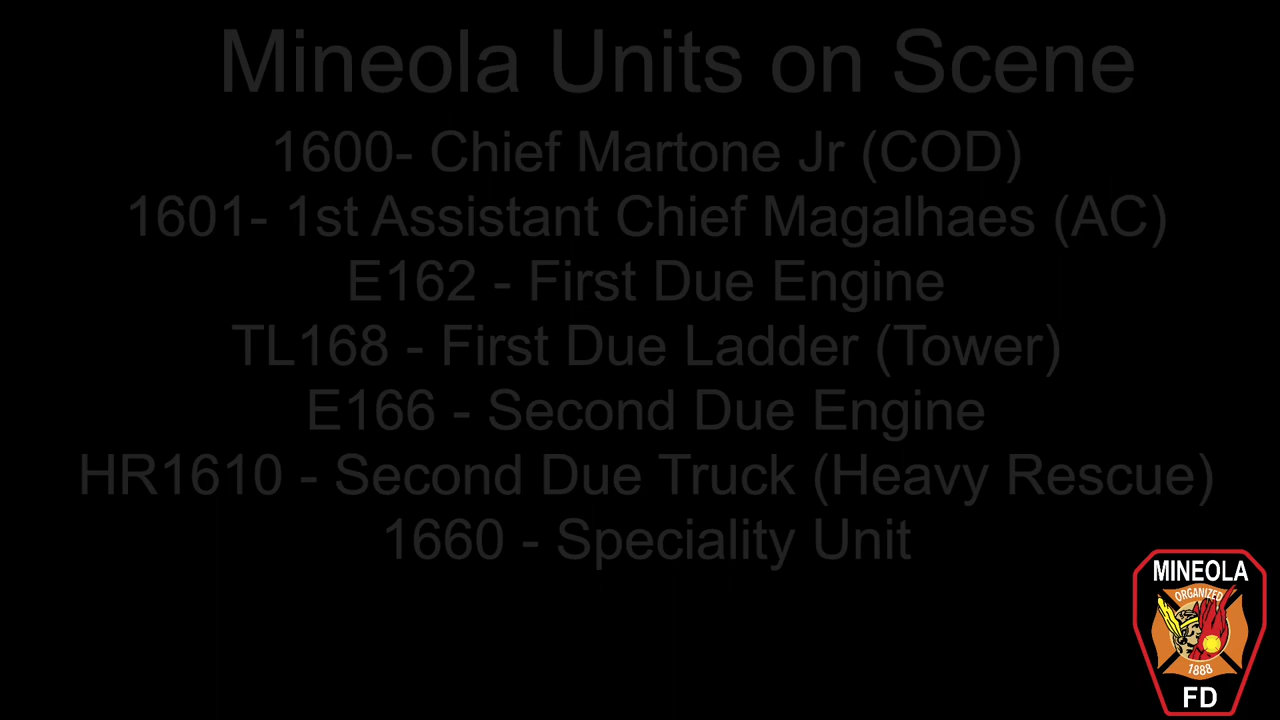 Mineola Units on Scene
1600- Chief Martone Jr (COD)
1601- 1st Assistant Chief Magalhaes (AC)
E162 - First Due Engine
TL168 - First Due Ladder (Tower)
E166 - Second Due Engine
HR1610 - Second Due Truck (Heavy Rescue)
1660 - Speciality Unit
MINEOLA
ORGANIZED
1888
FD